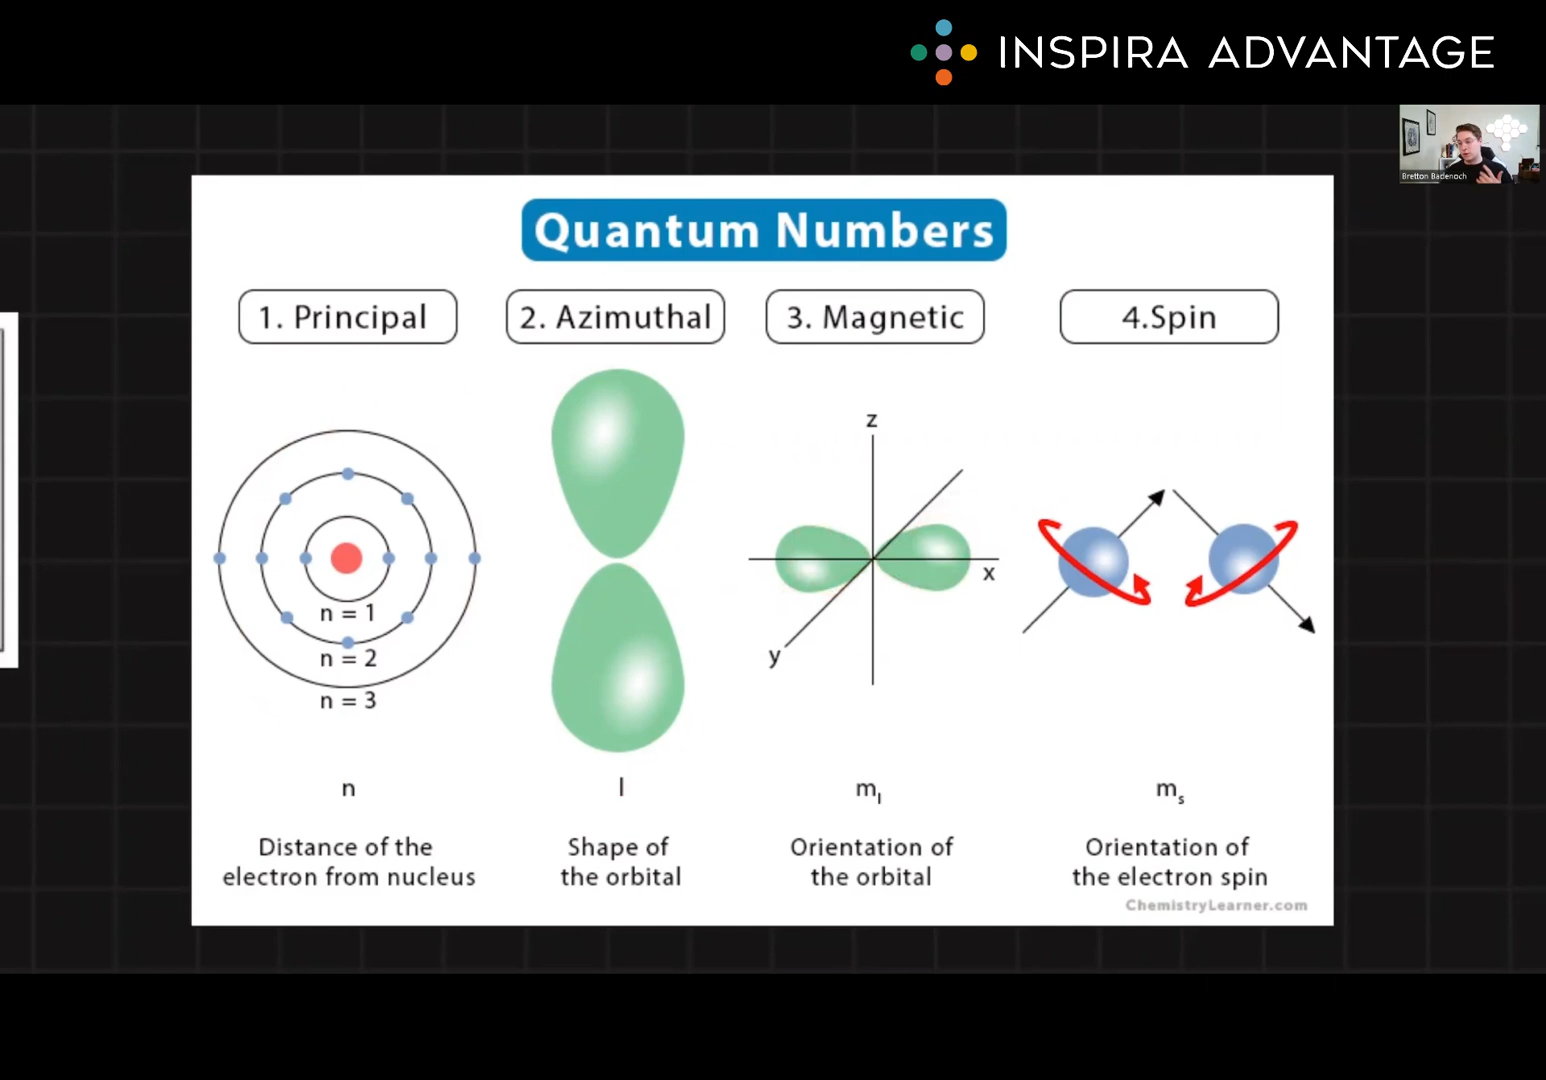 INSPIRA ADVANTAGE
Bretton Badenoch
Quantum Numbers
1. Principal
2. Azimuthal
3. Magnetic
4.Spin
n = 1
n = 2
n = 3
z
x
y
n
l
ml
ms
Distance of the
electron from nucleus
Shape of
the orbital
Orientation of
the orbital
Orientation of
the electron spin
ChemistryLearner.com